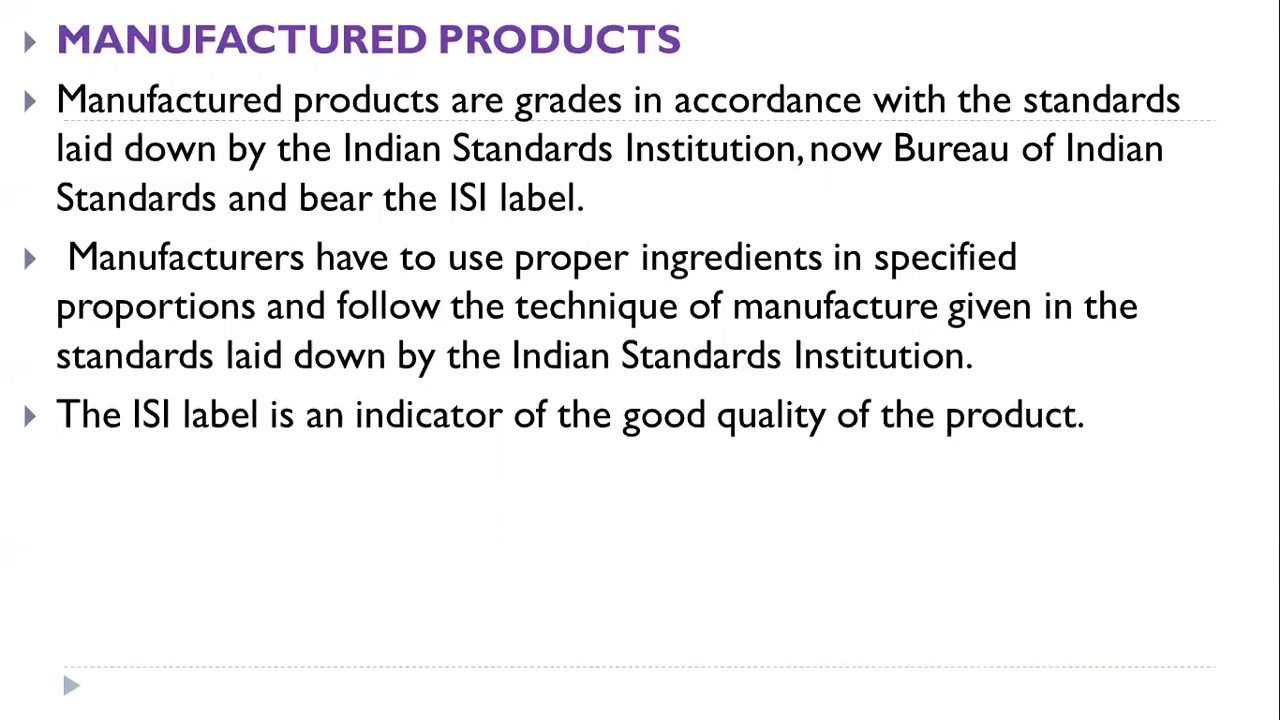 MANUFACTURED PRODUCTS
Manufactured products are grades in accordance with the standards
laid down by the Indian Standards Institution, now Bureau of Indian
Standards and bear the ISI label.
Manufacturers have to use proper ingredients in specified
proportions and follow the technique of manufacture given in the
standards laid down by the Indian Standards Institution.
The ISI label is an indicator of the good quality of the product.